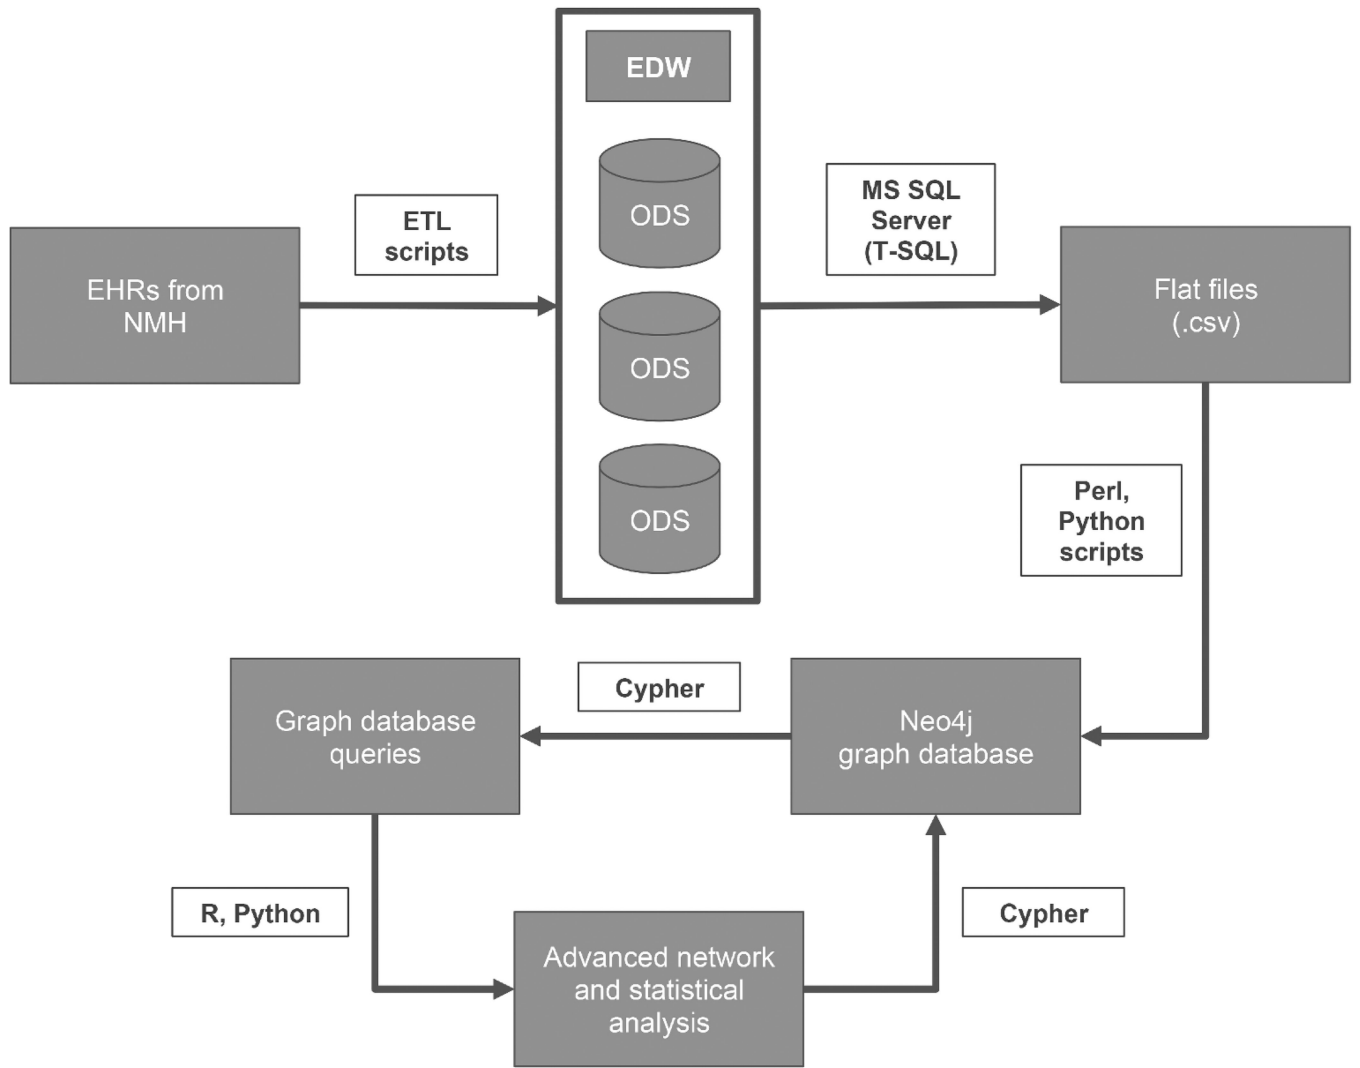 EDW
ODS
ODS
ODS
ETL
scripts
EHRs from
NMH
MS SQL
Server
(T-SQL)
Flat files
(.csv)
Perl,
Python
scripts
Neo4j
graph database
Cypher
Graph database
queries
R, Python
Advanced network
and statistical
analysis
Cypher